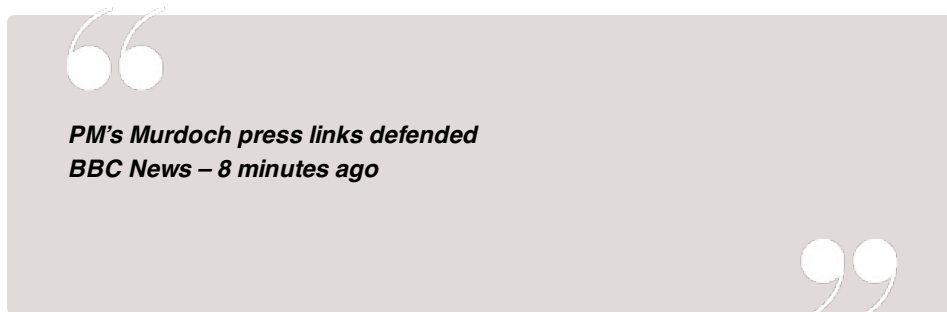 PM’s Murdoch press links defended
BBC News – 8 minutes ago